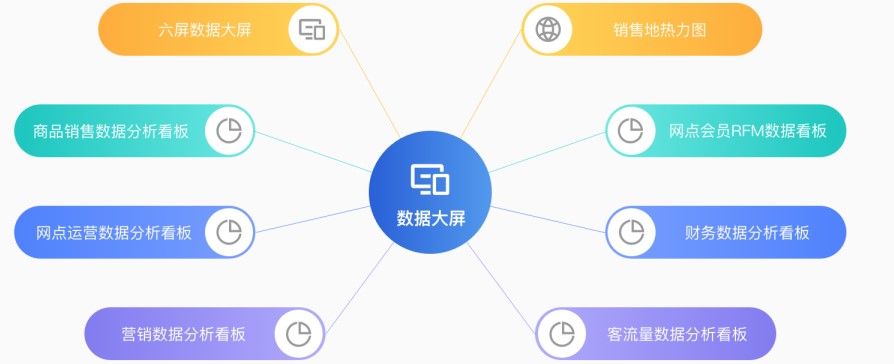 六屏数据大屏
销售地热力图
商品销售数据分析看板
网点会员RFM数据看板
数据大屏
网点运营数据分析看板
财务数据分析看板
营销数据分析看板
客流量数据分析看板